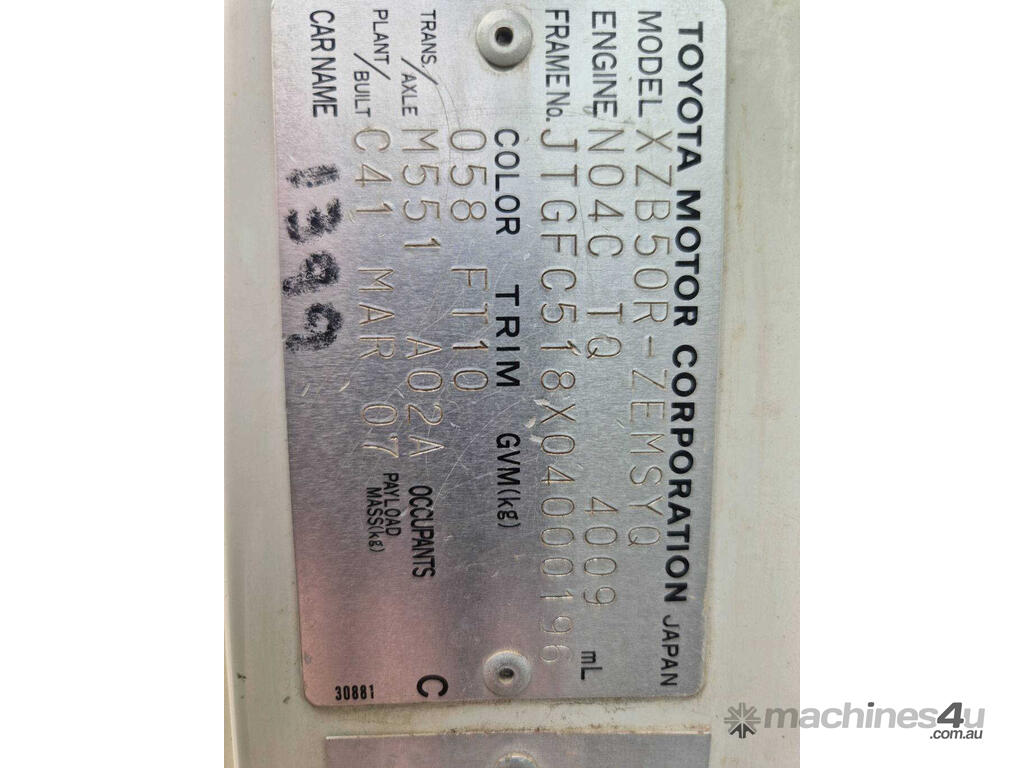 TOYOTA MOTOR CORPORATION JAPAN
MODEL XZB50R-ZEMSYQ
ENGINE N04C TQ 4009 mL
FRAME No. JTGFC518X04000196
COLOR TRIM GVM(kg)
058 FT10
TRANS./AXLE M551 A02A OCCUPANTS
PLANT/BUILT C41 MAR 07 PAYLOAD MASS(kg)
CAR NAME
1399
C
30881
machines4u
.com.au